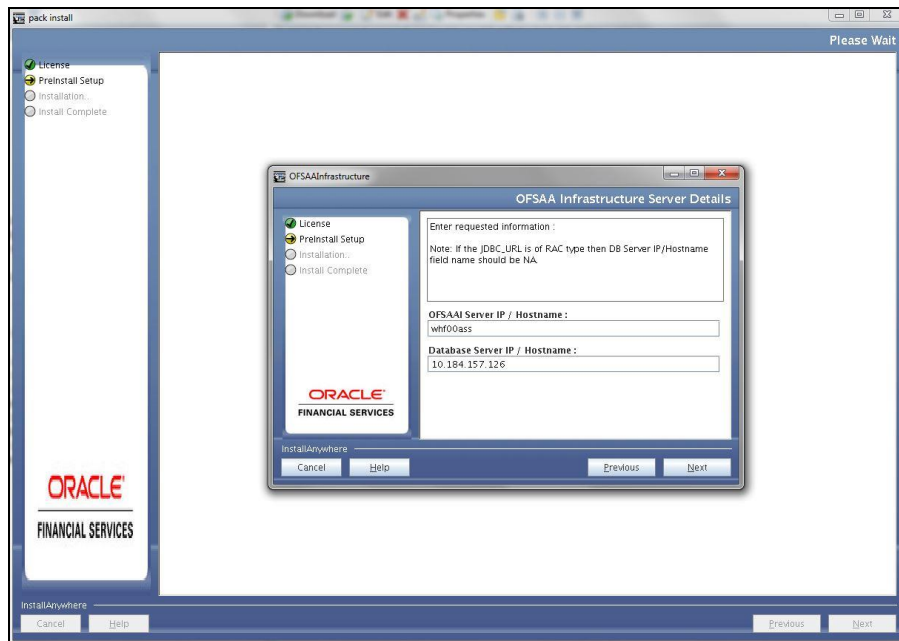 pack install
Please Wait
License
PreInstall Setup
Installation..
Install Complete
OFSAAInfrastructure
OFSAA Infrastructure Server Details
License
PreInstall Setup
Installation..
Install Complete
Enter requested information :
Note: If the JDBC_URL is of RAC type then DB Server IP/Hostname
field name should be NA.
OFSAAI Server IP / Hostname :
whf00ass
Database Server IP / Hostname :
10.184.157.126
ORACLE
FINANCIAL SERVICES
InstallAnywhere
Cancel
Help
Previous
Next
ORACLE
FINANCIAL SERVICES
InstallAnywhere
Cancel
Help
Previous
Next